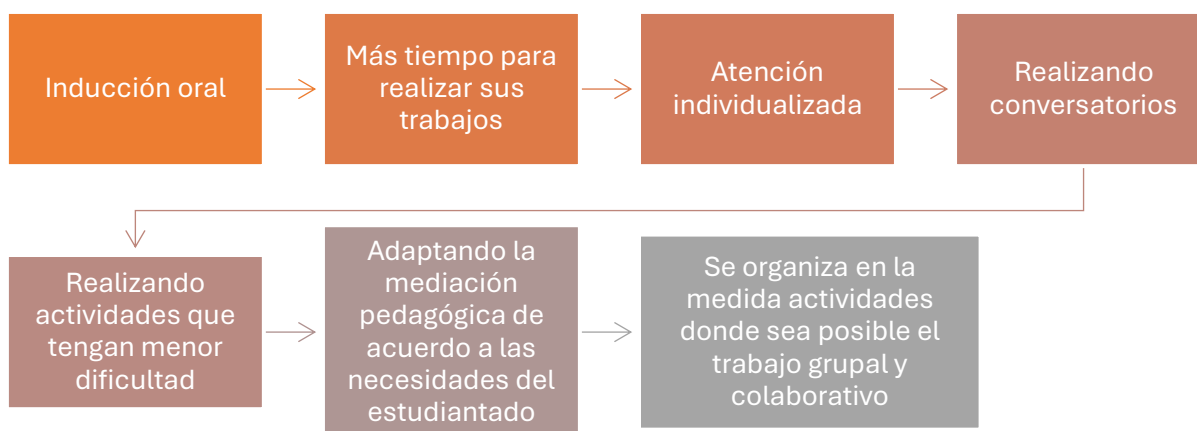 Inducción oral
Más tiempo para
realizar sus
trabajos
Atención
individualizada
Realizando
conversatorios
Realizando
actividades que
tengan menor
dificultad
Adaptando la
mediación
pedagógica de
acuerdo a las
necesidades del
estudiantado
Se organiza en la
medida actividades
donde sea posible el
trabajo grupal y
colaborativo